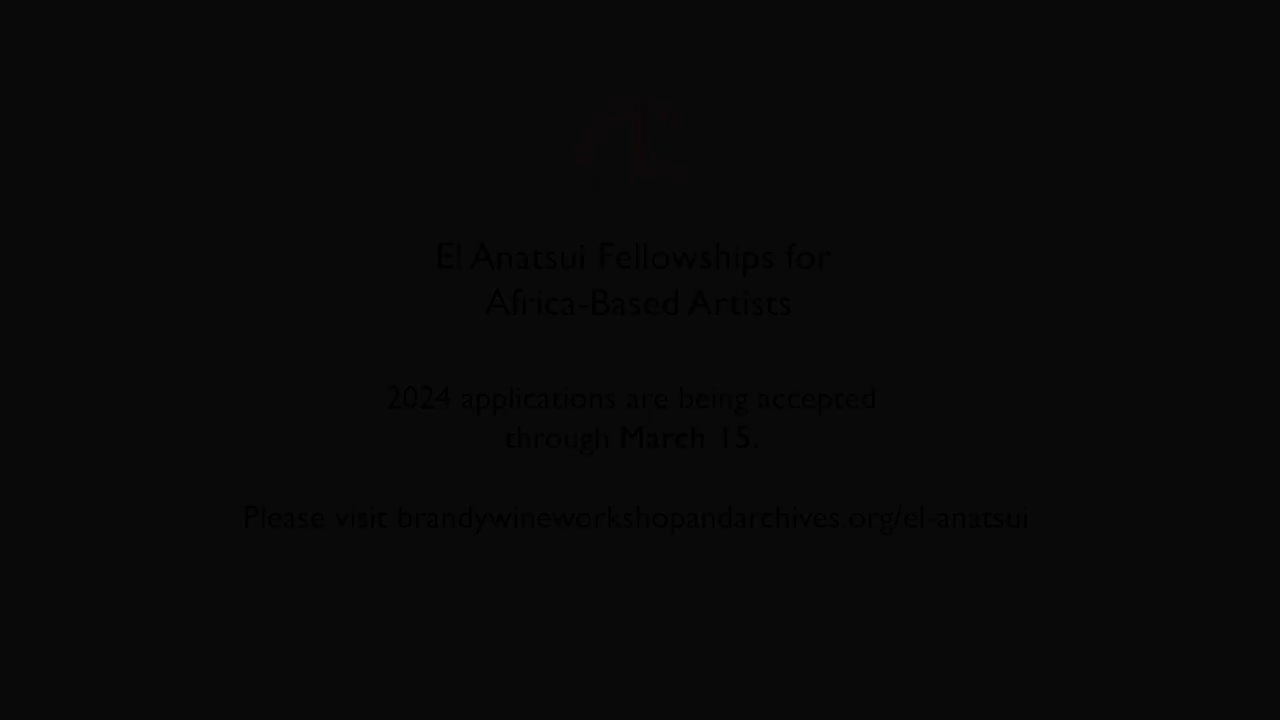 El Anatsui Fellowships for
Africa-Based Artists
2024 applications are being accepted
through March 15.
Please visit brandywineworkshopandarchives.org/el-anatsui